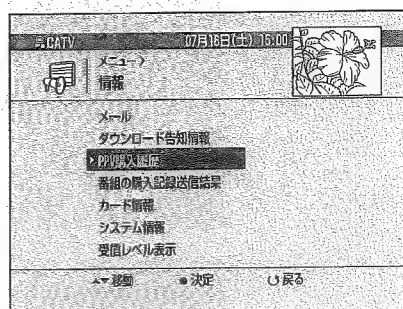 CATV 07月16日(土) 15:00
メニュー>
情報
メール
ダウンロード告知情報
PPV購入履歴
番組の購入記録送信結果
カード情報
システム情報
受信レベル表示
▲▼移動 ●決定 戻る